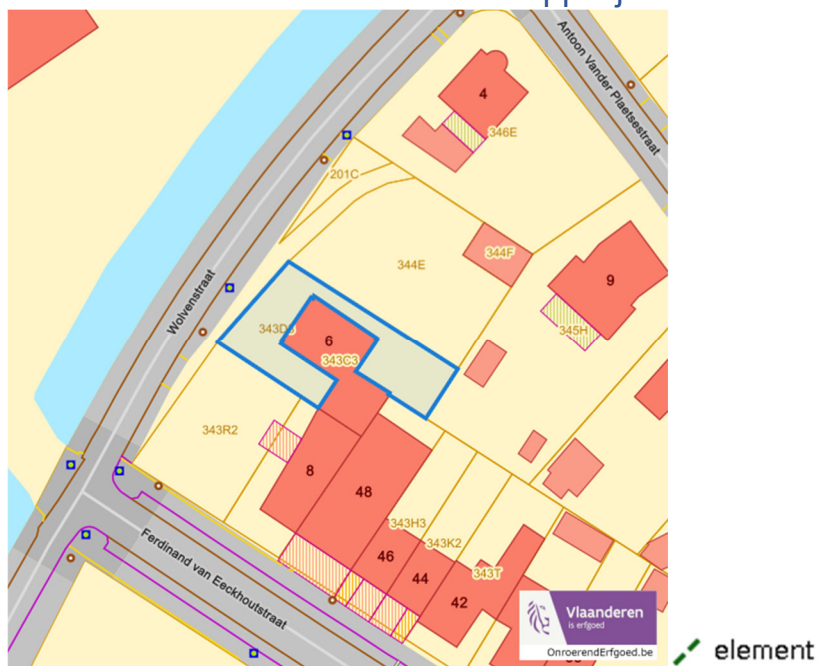 Antoon Vander Plaetsestraat
4
346E
201C
344E
344F
9
345H
Wolvenstraat
6
343C3
343R2
8
48
343H3
46
343K2
44
343T
42
Ferdinand van Eeckhoutstraat
Vlaanderen
is erfgoed
OnroerendErfgoed.be
element